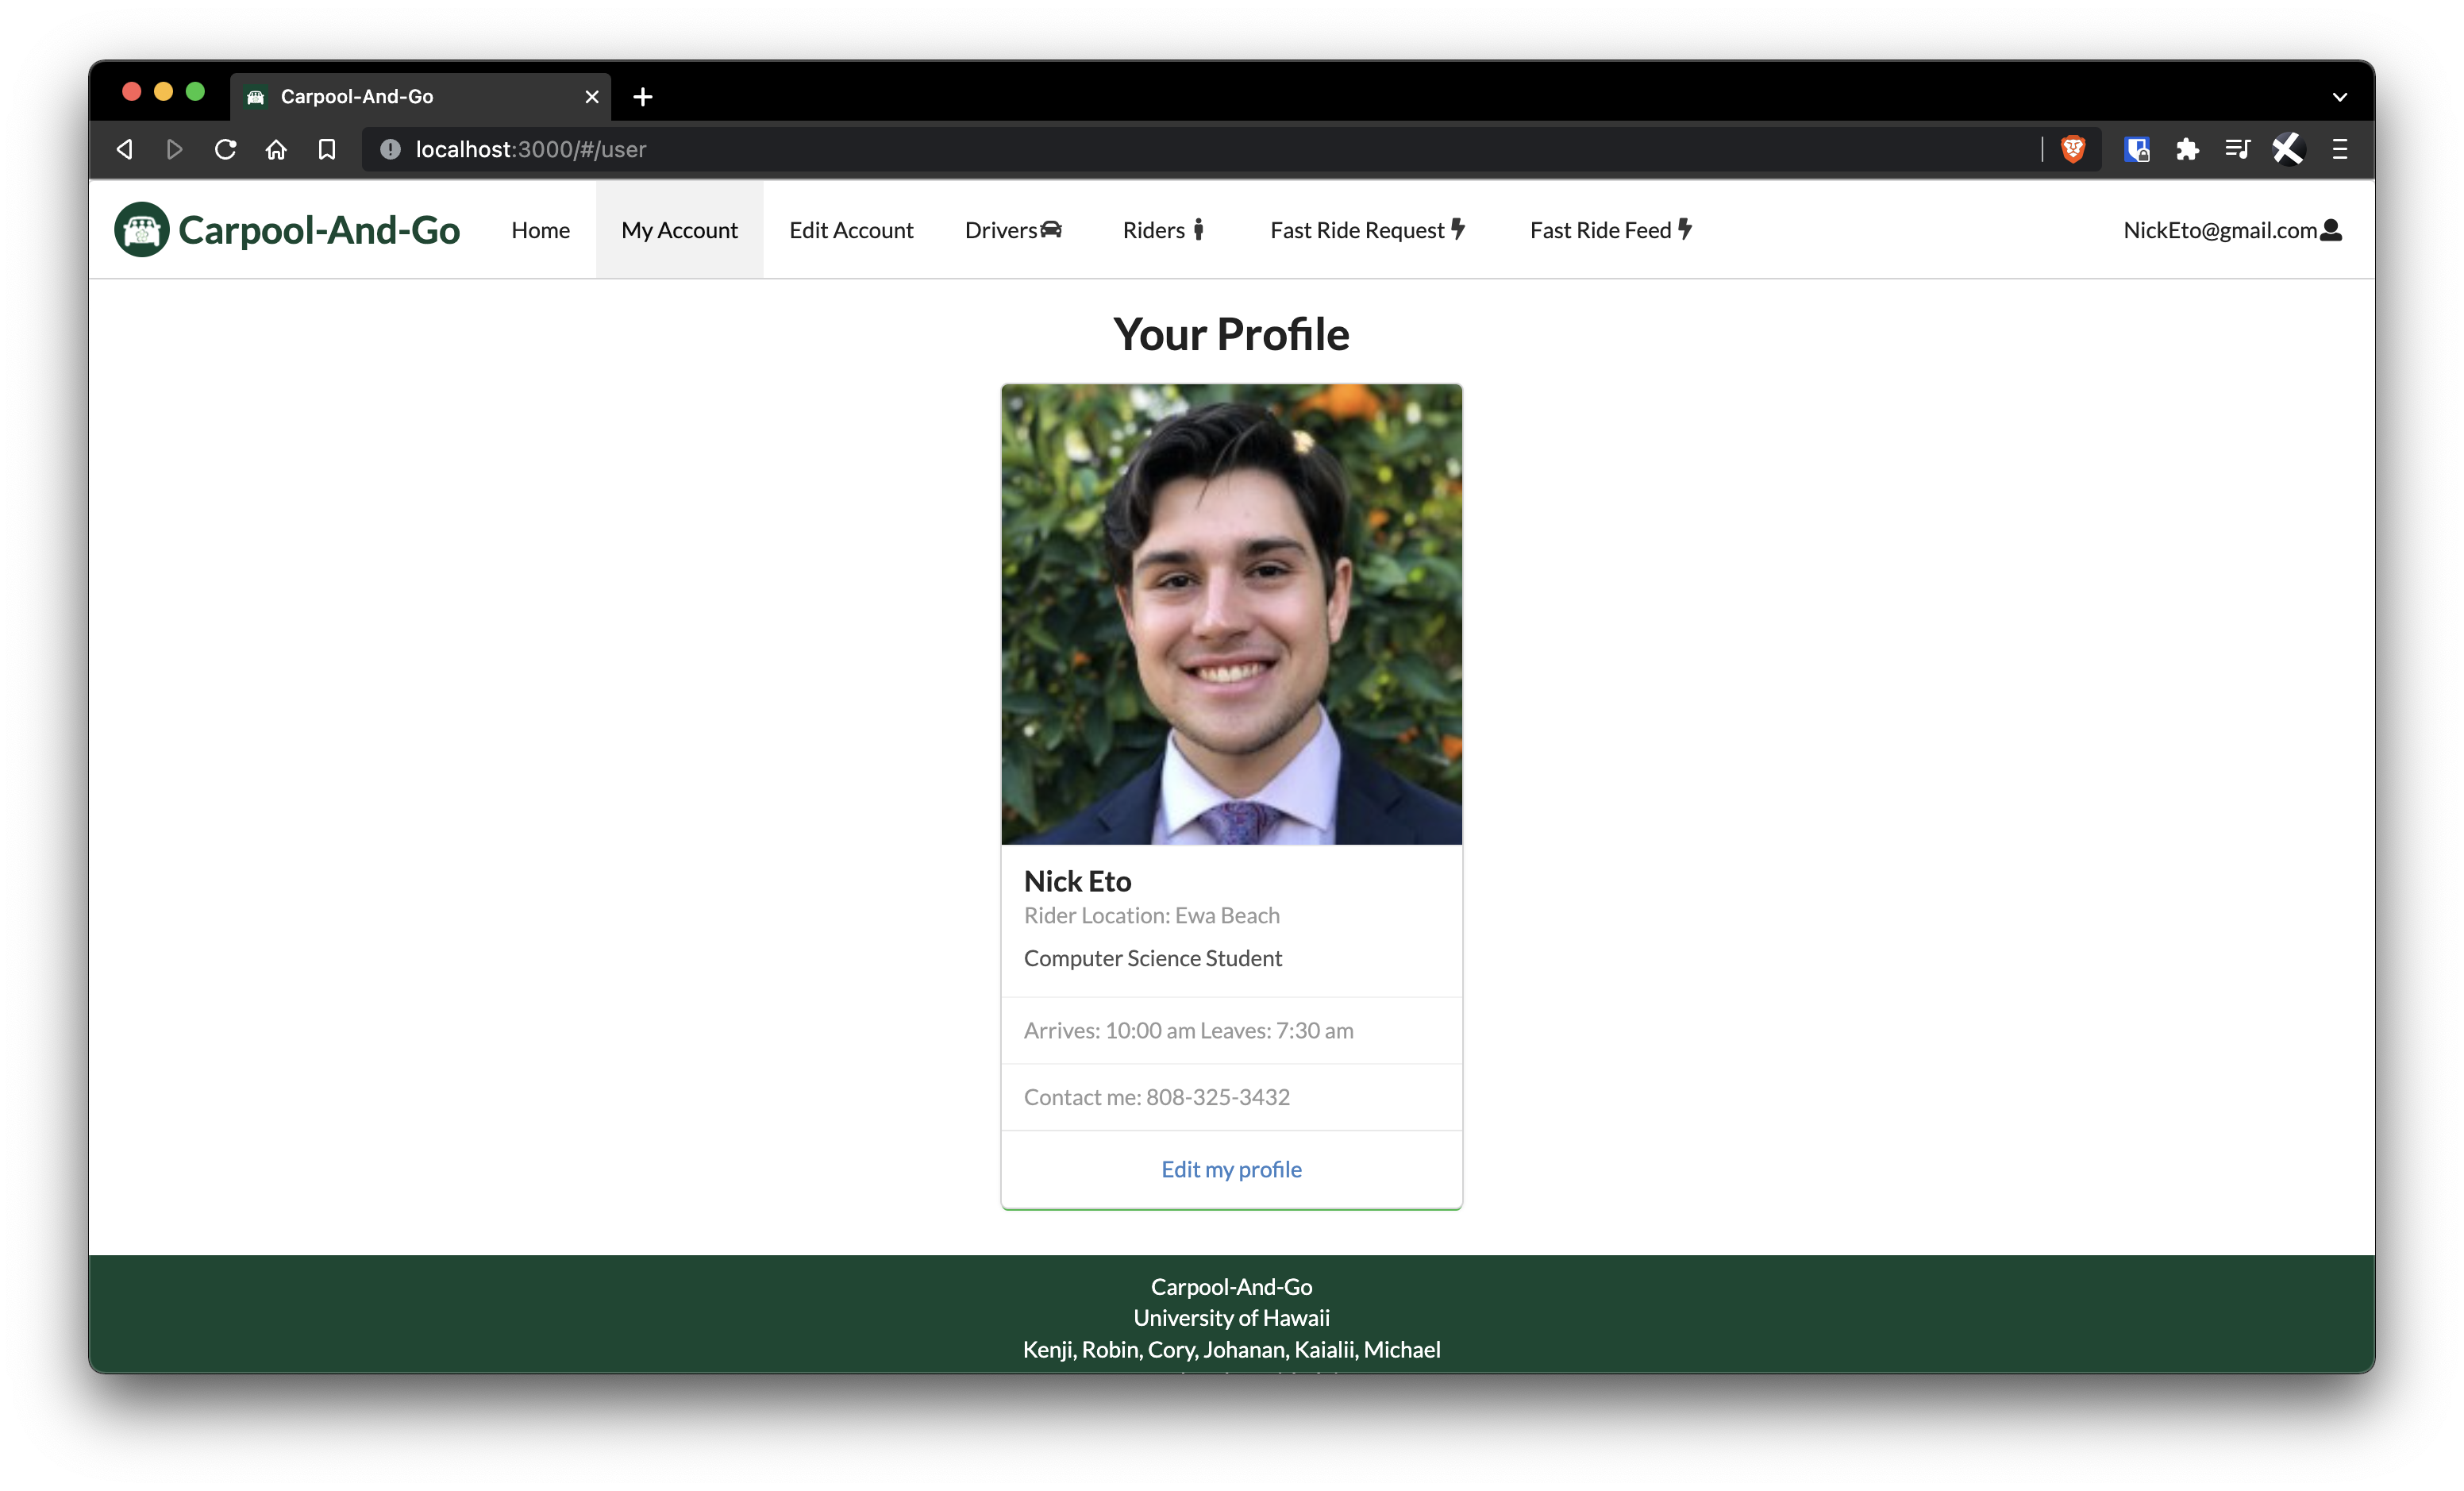 Carpool-And-Go
localhost:3000/#/user
Carpool-And-Go Home My Account Edit Account Drivers Riders Fast Ride Request Fast Ride Feed NickEto@gmail.com
Your Profile
Nick Eto
Rider Location: Ewa Beach
Computer Science Student
Arrives: 10:00 am Leaves: 7:30 am
Contact me: 808-325-3432
Edit my profile
Carpool-And-Go
University of Hawaii
Kenji, Robin, Cory, Johanan, Kaialii, Michael